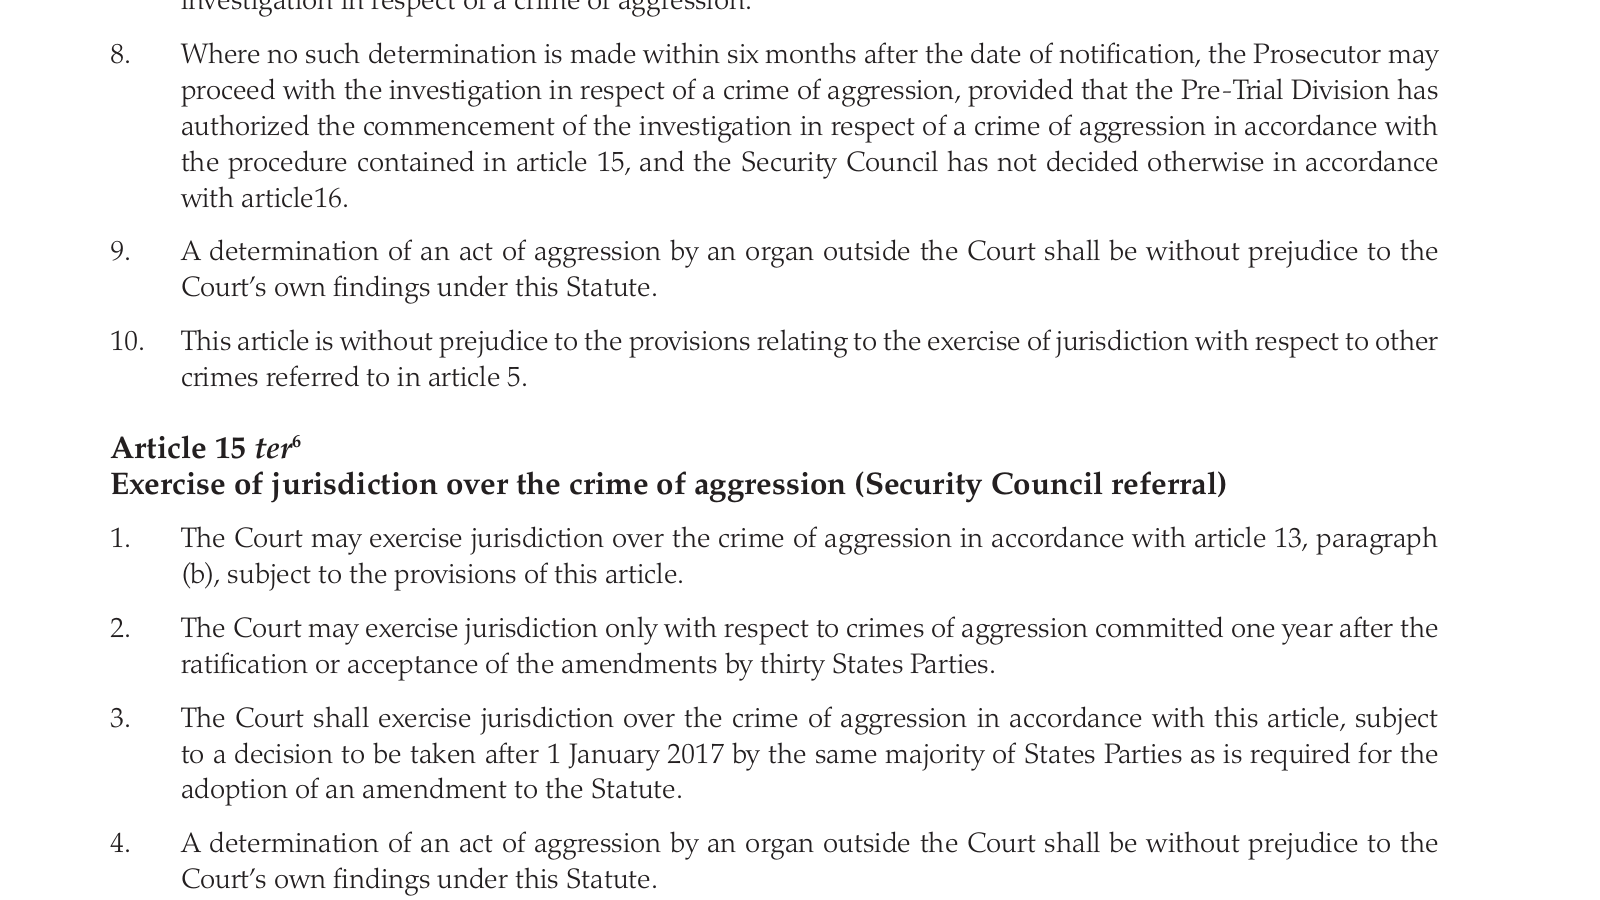 investigation in respect of a crime of aggression.
8. Where no such determination is made within six months after the date of notification, the Prosecutor may
proceed with the investigation in respect of a crime of aggression, provided that the Pre-Trial Division has
authorized the commencement of the investigation in respect of a crime of aggression in accordance with
the procedure contained in article 15, and the Security Council has not decided otherwise in accordance
with article16.
9. A determination of an act of aggression by an organ outside the Court shall be without prejudice to the
Court’s own findings under this Statute.
10. This article is without prejudice to the provisions relating to the exercise of jurisdiction with respect to other
crimes referred to in article 5.
Article 15 ter⁶
Exercise of jurisdiction over the crime of aggression (Security Council referral)
1. The Court may exercise jurisdiction over the crime of aggression in accordance with article 13, paragraph
(b), subject to the provisions of this article.
2. The Court may exercise jurisdiction only with respect to crimes of aggression committed one year after the
ratification or acceptance of the amendments by thirty States Parties.
3. The Court shall exercise jurisdiction over the crime of aggression in accordance with this article, subject
to a decision to be taken after 1 January 2017 by the same majority of States Parties as is required for the
adoption of an amendment to the Statute.
4. A determination of an act of aggression by an organ outside the Court shall be without prejudice to the
Court’s own findings under this Statute.